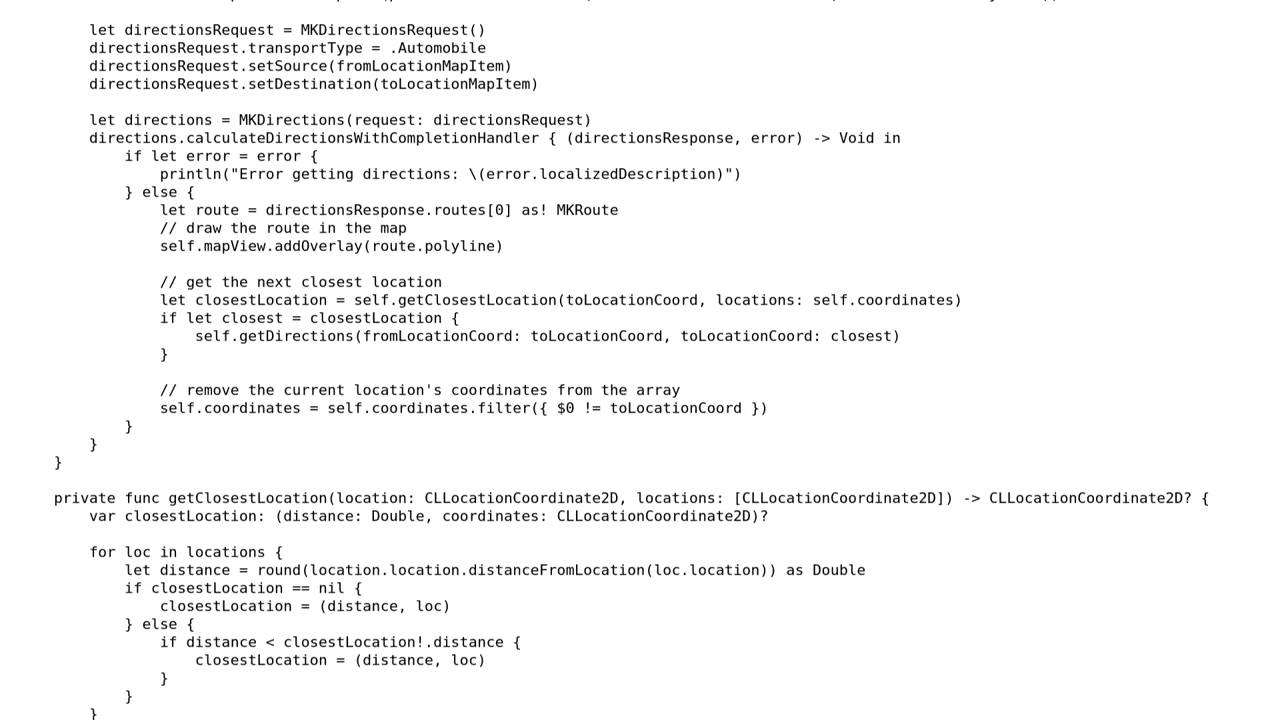 let directionsRequest = MKDirectionsRequest()
directionsRequest.transportType = .Automobile
directionsRequest.setSource(fromLocationMapItem)
directionsRequest.setDestination(toLocationMapItem)
let directions = MKDirections(request: directionsRequest)
directions.calculateDirectionsWithCompletionHandler { (directionsResponse, error) -> Void in
if let error = error {
println("Error getting directions: \(error.localizedDescription)")
} else {
let route = directionsResponse.routes[0] as! MKRoute
// draw the route in the map
self.mapView.addOverlay(route.polyline)
// get the next closest location
let closestLocation = self.getClosestLocation(toLocationCoord, locations: self.coordinates)
if let closest = closestLocation {
self.getDirections(fromLocationCoord: toLocationCoord, toLocationCoord: closest)
}
// remove the current location's coordinates from the array
self.coordinates = self.coordinates.filter({ $0 != toLocationCoord })
}
}
}
private func getClosestLocation(location: CLLocationCoordinate2D, locations: [CLLocationCoordinate2D]) -> CLLocationCoordinate2D? {
var closestLocation: (distance: Double, coordinates: CLLocationCoordinate2D)?
for loc in locations {
let distance = round(location.location.distanceFromLocation(loc.location)) as Double
if closestLocation == nil {
closestLocation = (distance, loc)
} else {
if distance < closestLocation!.distance {
closestLocation = (distance, loc)
}
}
}